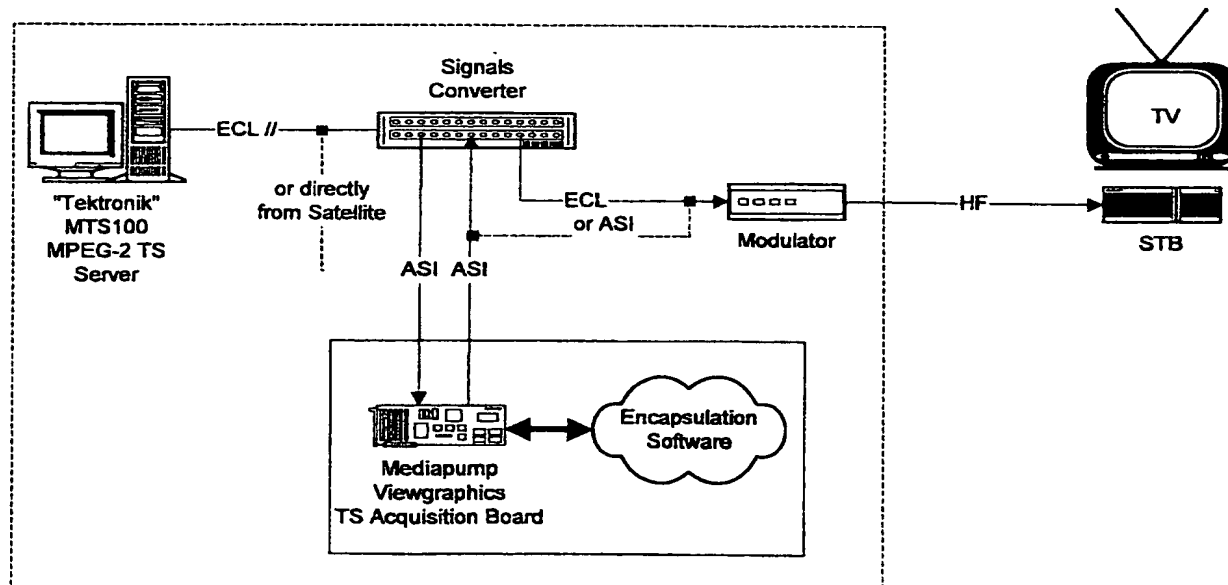 Signals
Converter
ECL //
or directly
from Satellite
"Tektronik"
MTS100
MPEG-2 TS
Server
ECL
or ASI
ASI
ASI
Modulator
HF
TV
STB
Mediapump
Viewgraphics
TS Acquisition Board
Encapsulation
Software